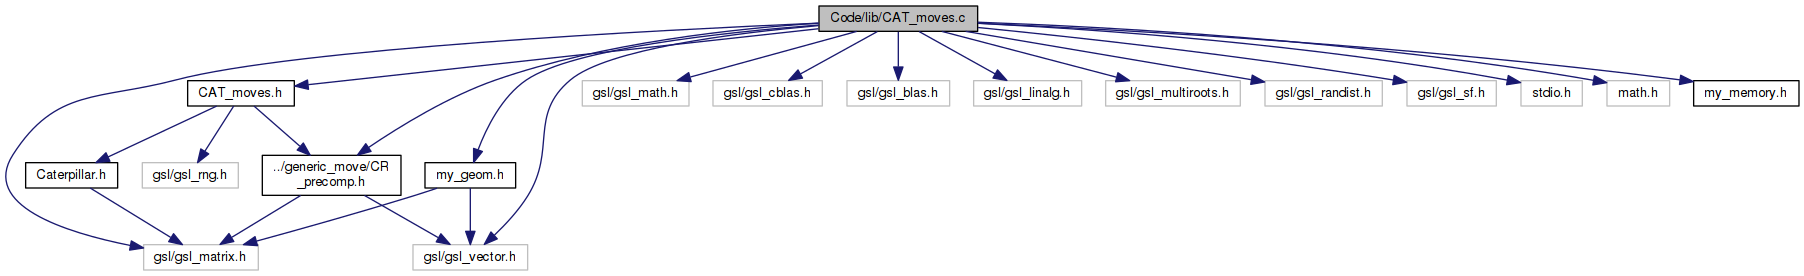 Code/lib/CAT_moves.c
CAT_moves.h
gsl/gsl_math.h
gsl/gsl_cblas.h
gsl/gsl_blas.h
gsl/gsl_linalg.h
gsl/gsl_multiroots.h
gsl/gsl_randist.h
gsl/gsl_sf.h
stdio.h
math.h
my_memory.h
Caterpillar.h
gsl/gsl_rng.h
../generic_move/CR
_precomp.h
my_geom.h
gsl/gsl_matrix.h
gsl/gsl_vector.h